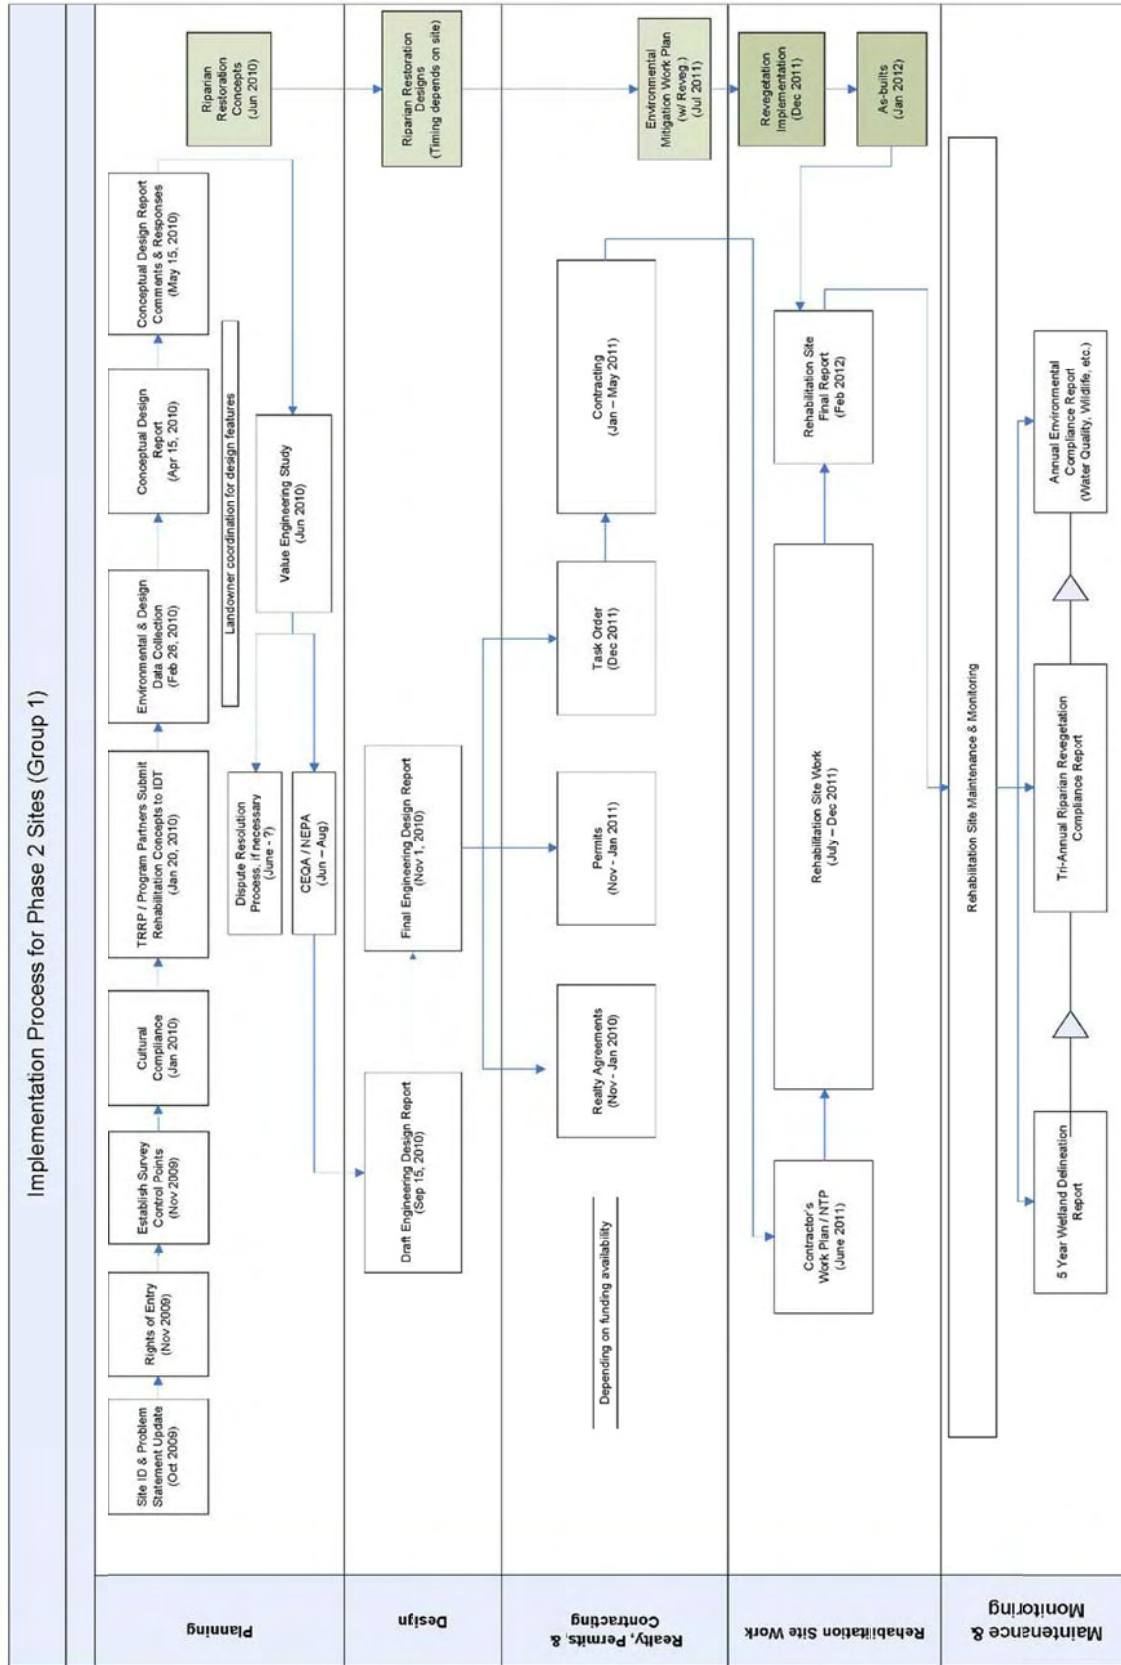 Implementation Process for Phase 2 Sites (Group 1)
Planning
Site ID & Problem
Statement Update
(Oct 2009)
Rights of Entry
(Nov 2009)
Establish Survey
Control Points
(Nov 2009)
Cultural
Compliance
(Jan 2010)
TRRP / Program Partners Submit
Rehabilitation Concepts to IDT
(Jan 20, 2010)
Environmental & Design
Data Collection
(Feb 26, 2010)
Conceptual Design
Report
(Apr 15, 2010)
Conceptual Design Report
Comments & Responses
(May 15, 2010)
Riparian
Restoration
Concepts
(Jun 2010)
Landowner coordination for design features
Dispute Resolution
Process, if necessary
(June - ?)
CEQA / NEPA
(Jun – Aug)
Value Engineering Study
(Jun 2010)
Design
Draft Engineering Design Report
(Sep 15, 2010)
Final Engineering Design Report
(Nov 1, 2010)
Riparian Restoration
Designs
(Timing depends on site)
Realty, Permits, &
Contracting
Depending on funding availability
Realty Agreements
(Nov - Jan 2010)
Permits
(Nov - Jan 2011)
Task Order
(Dec 2011)
Contracting
(Jan – May 2011)
Environmental
Mitigation Work Plan
(w/ Reveg.)
(Jul 2011)
Rehabilitation Site Work
Contractor's
Work Plan / NTP
(June 2011)
Rehabilitation Site Work
(July – Dec 2011)
Rehabilitation Site
Final Report
(Feb 2012)
Revegetation
Implementation
(Dec 2011)
As-builts
(Jan 2012)
Maintenance &
Monitoring
Rehabilitation Site Maintenance & Monitoring
5 Year Wetland Delineation
Report
Tri-Annual Riparian Revegetation
Compliance Report
Annual Environmental
Compliance Report
(Water Quality, Wildlife, etc.)